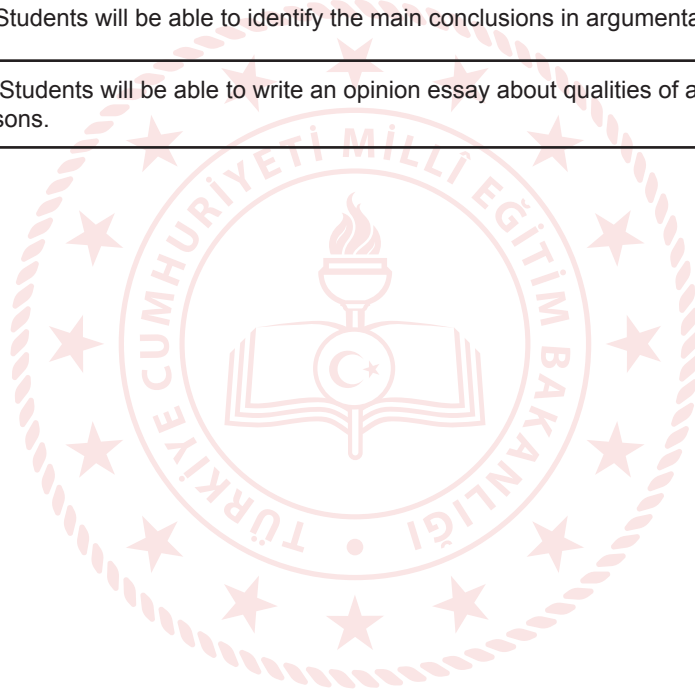 Students will be able to identify the main conclusions in argumenta
Students will be able to write an opinion essay about qualities of a
sons.
TÜRKİYE CUMHURİYETİ MİLLÎ EĞİTİM BAKANLIĞI